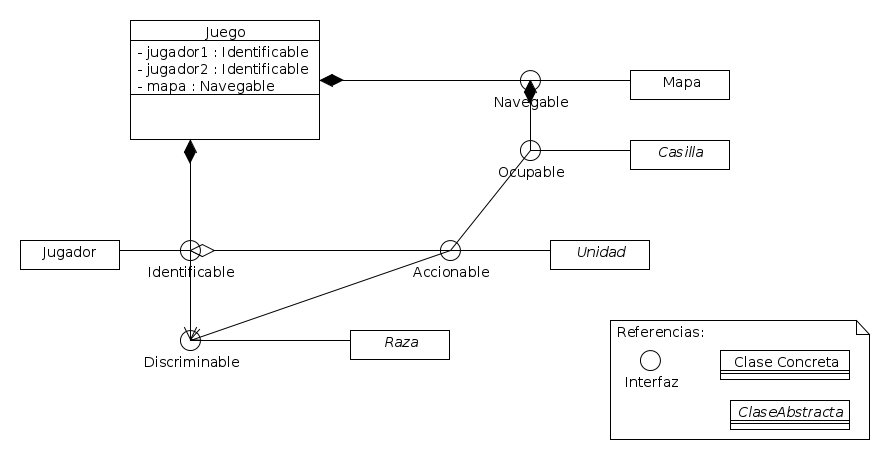 Juego
- jugador1 : Identificable
- jugador2 : Identificable
- mapa : Navegable
Navegable
Mapa
Ocupable
Casilla
Jugador
Identificable
Accionable
Unidad
Discriminable
Raza
Referencias:
Interfaz
Clase Concreta
ClaseAbstracta